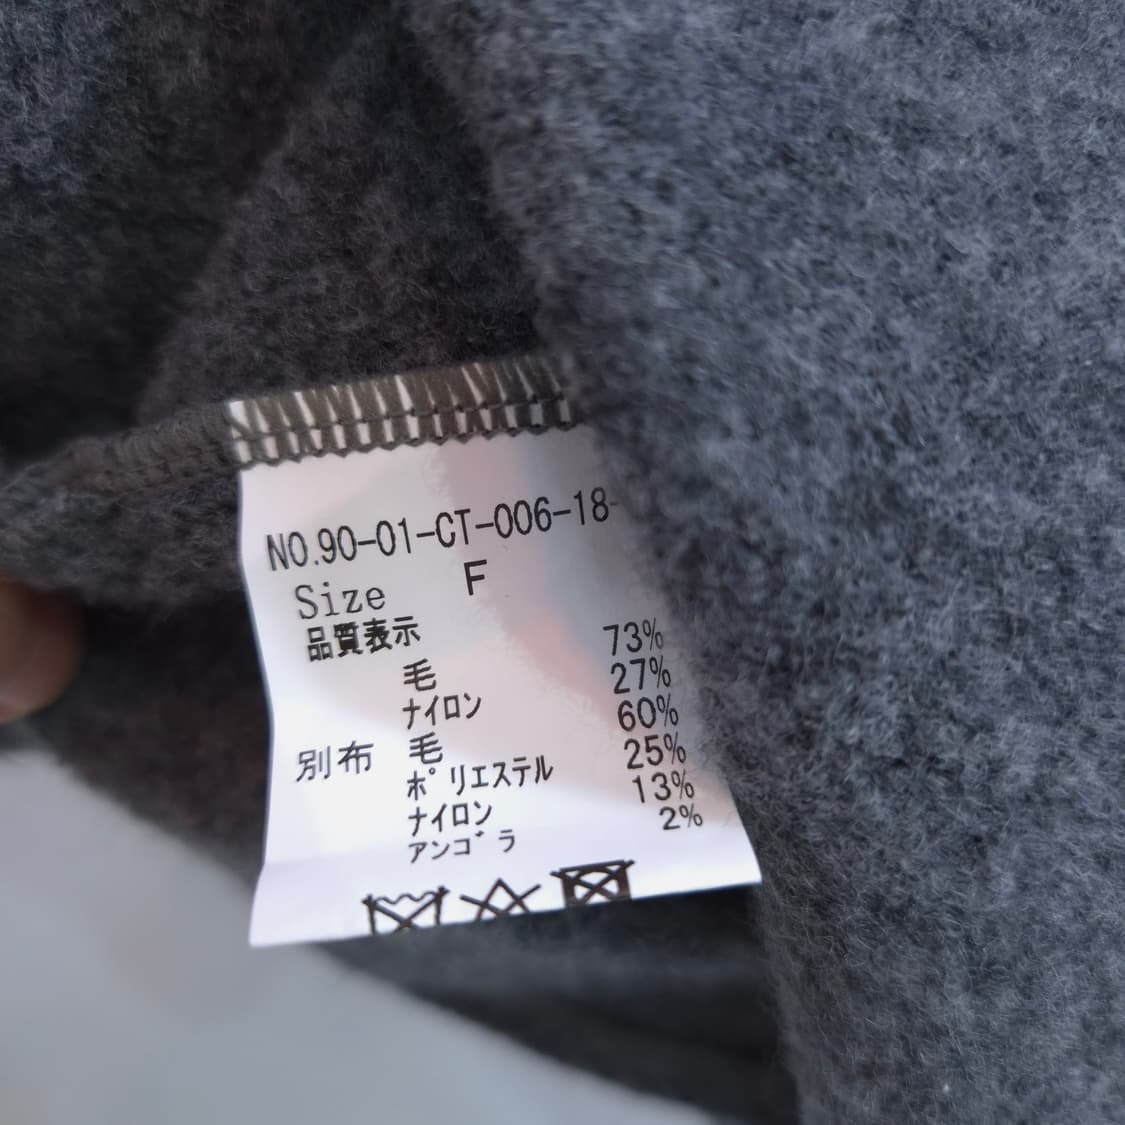 NO.90-01-CT-006-18-
Size F
品質表示
毛 73%
ナイロン 27%
別布 毛 60%
ポリエステル 25%
ナイロン 13%
アンゴラ 2%